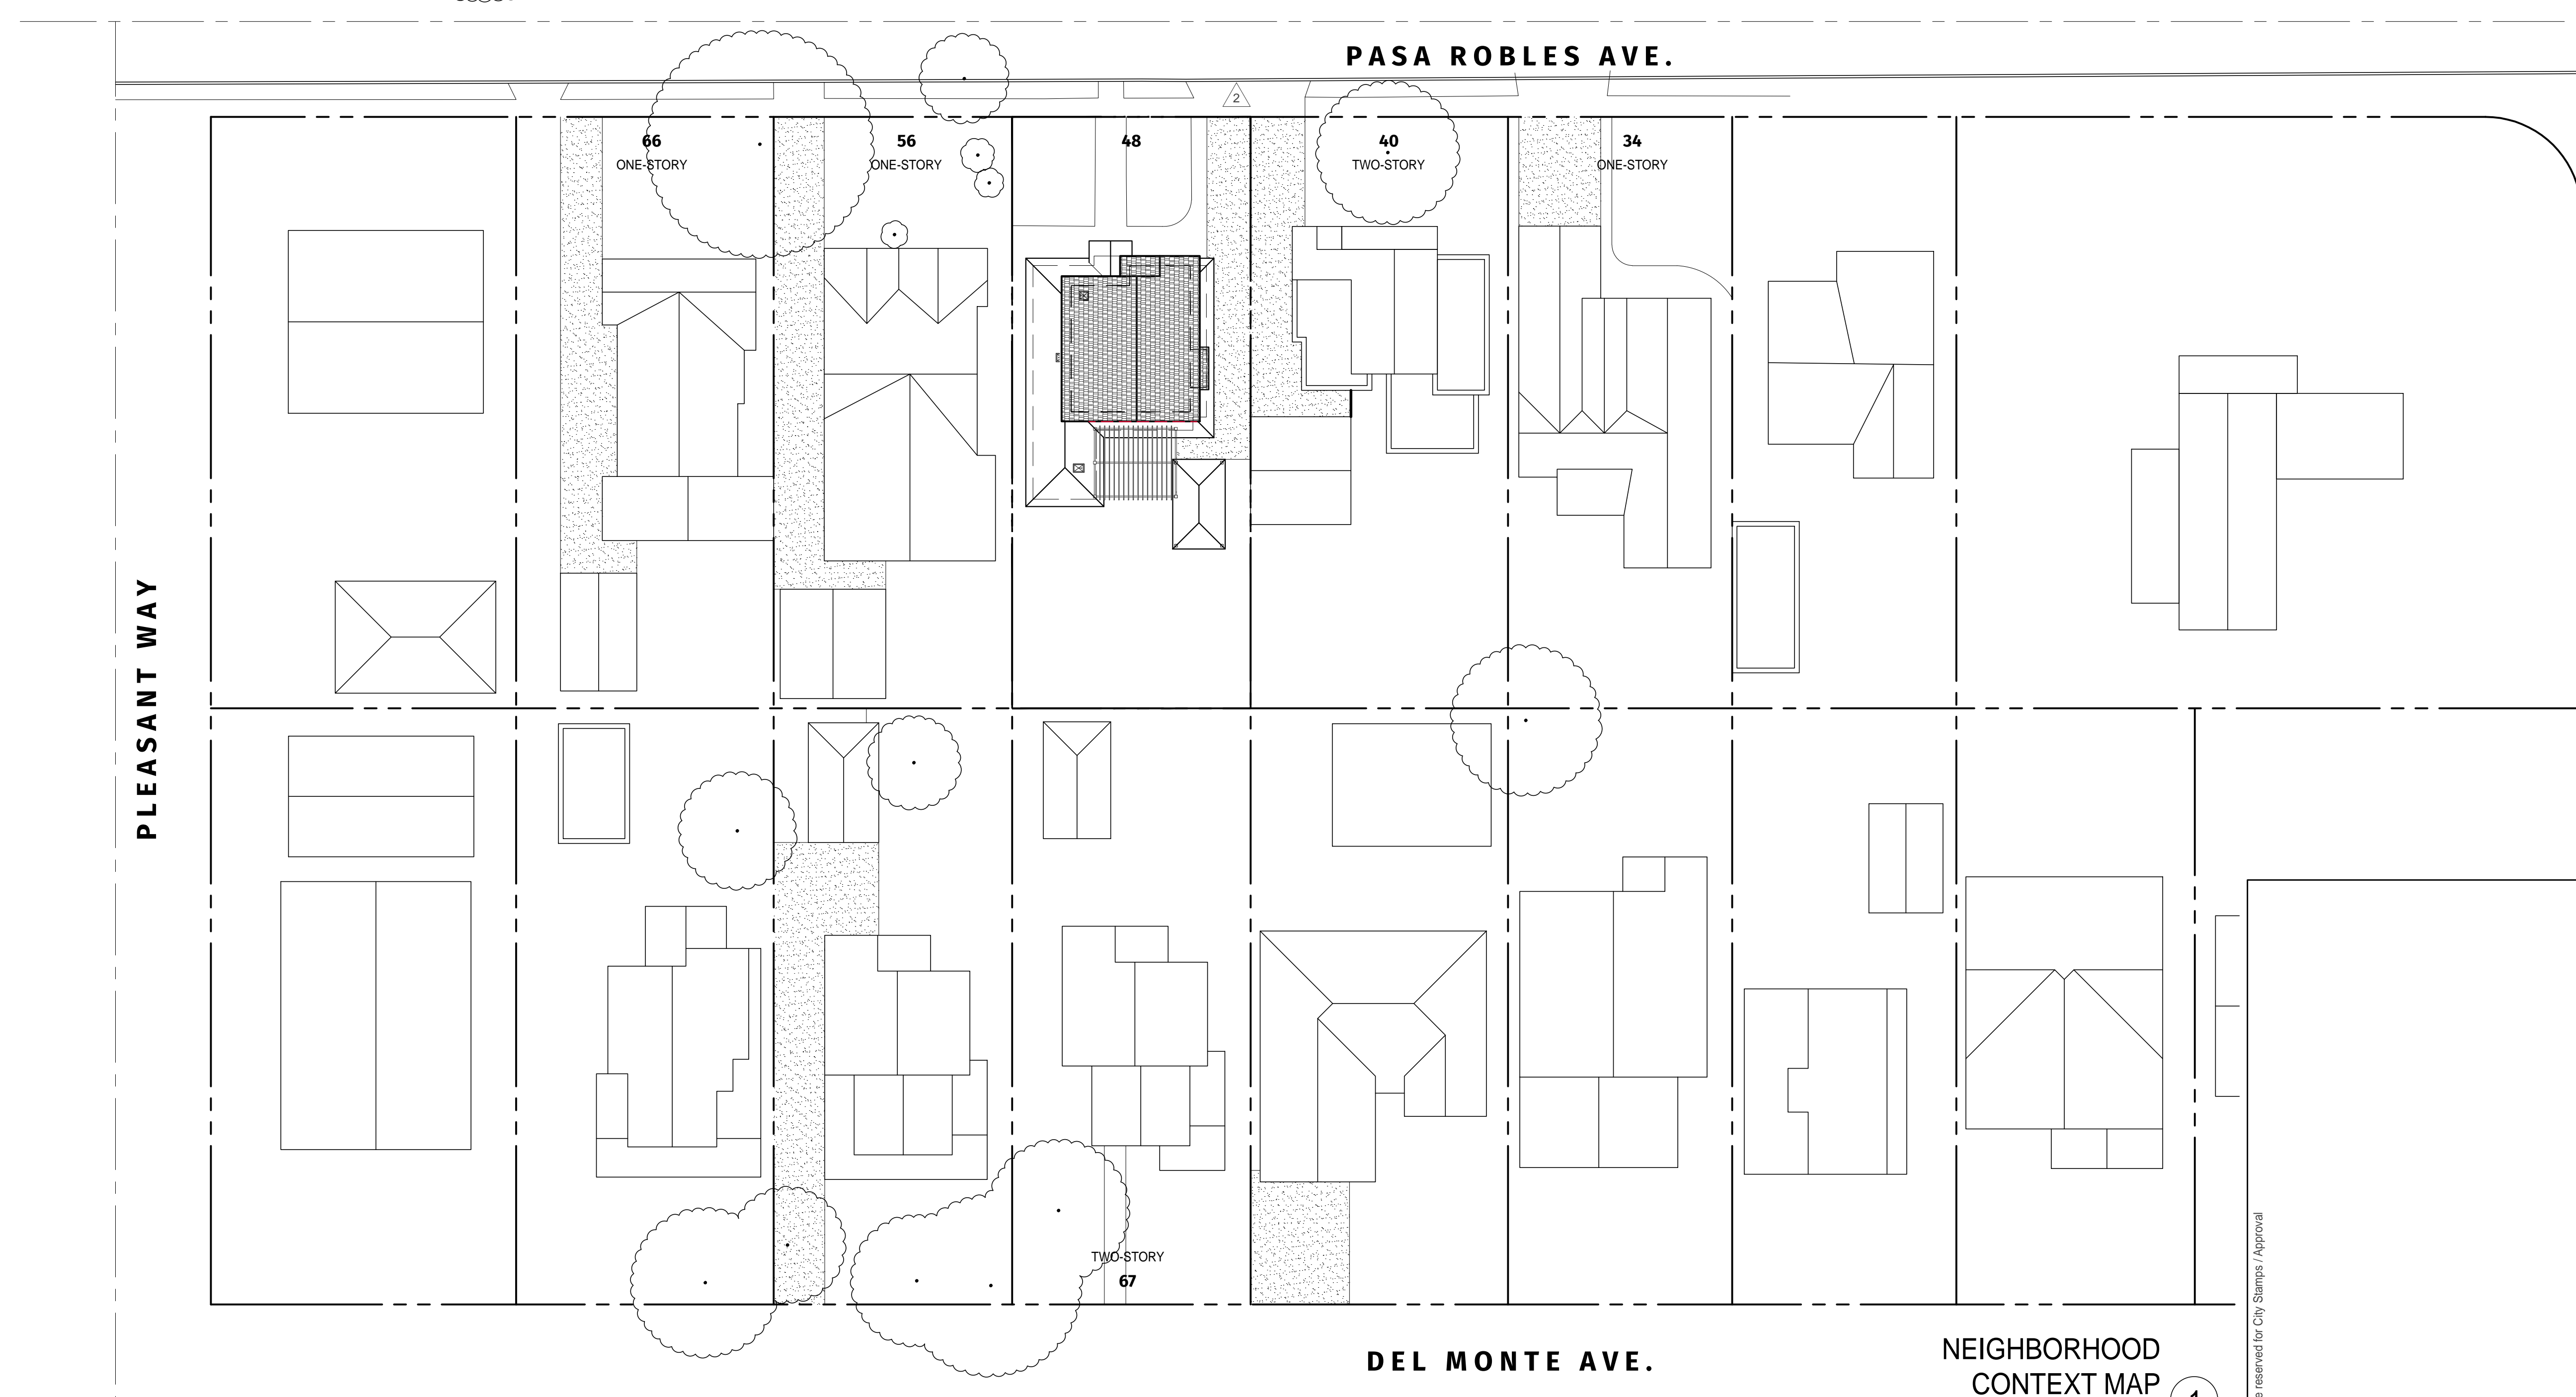 PASA ROBLES AVE.
2
66
ONE-STORY
56
ONE-STORY
48
40
TWO-STORY
34
ONE-STORY
PLEASANT WAY
TWO-STORY
67
DEL MONTE AVE.
NEIGHBORHOOD
CONTEXT MAP
1
e reserved for City Stamps / Approval